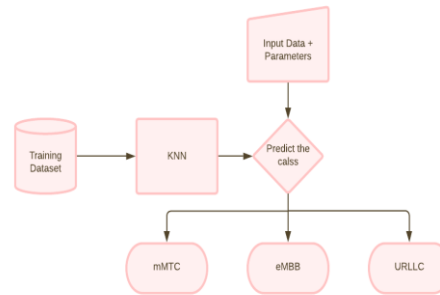 Input Data +
Parameters
Training
Dataset
KNN
Predict the
calss
mMTC
eMBB
URLLC